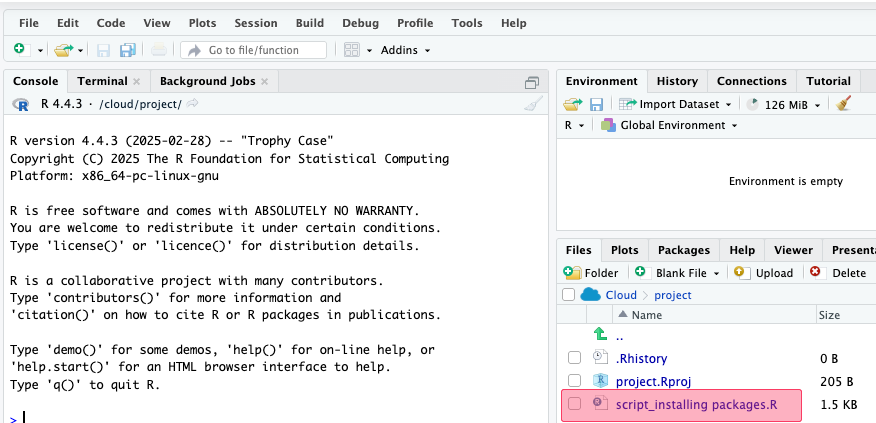 File Edit Code View Plots Session Build Debug Profile Tools Help
Go to file/function Addins
Console Terminal Background Jobs
R R 4.4.3 · /cloud/project/
R version 4.4.3 (2025-02-28) -- "Trophy Case"
Copyright (C) 2025 The R Foundation for Statistical Computing
Platform: x86_64-pc-linux-gnu
R is free software and comes with ABSOLUTELY NO WARRANTY.
You are welcome to redistribute it under certain conditions.
Type 'license()' or 'licence()' for distribution details.
R is a collaborative project with many contributors.
Type 'contributors()' for more information and
'citation()' on how to cite R or R packages in publications.
Type 'demo()' for some demos, 'help()' for on-line help, or
'help.start()' for an HTML browser interface to help.
Type 'q()' to quit R.
>
Environment History Connections Tutorial
Import Dataset 126 MiB
R Global Environment
Environment is empty
Files Plots Packages Help Viewer Presenta
Folder Blank File Upload Delete
Cloud > project
Name Size
..
.Rhistory 0 B
R project.Rproj 205 B
R script_installing packages.R 1.5 KB